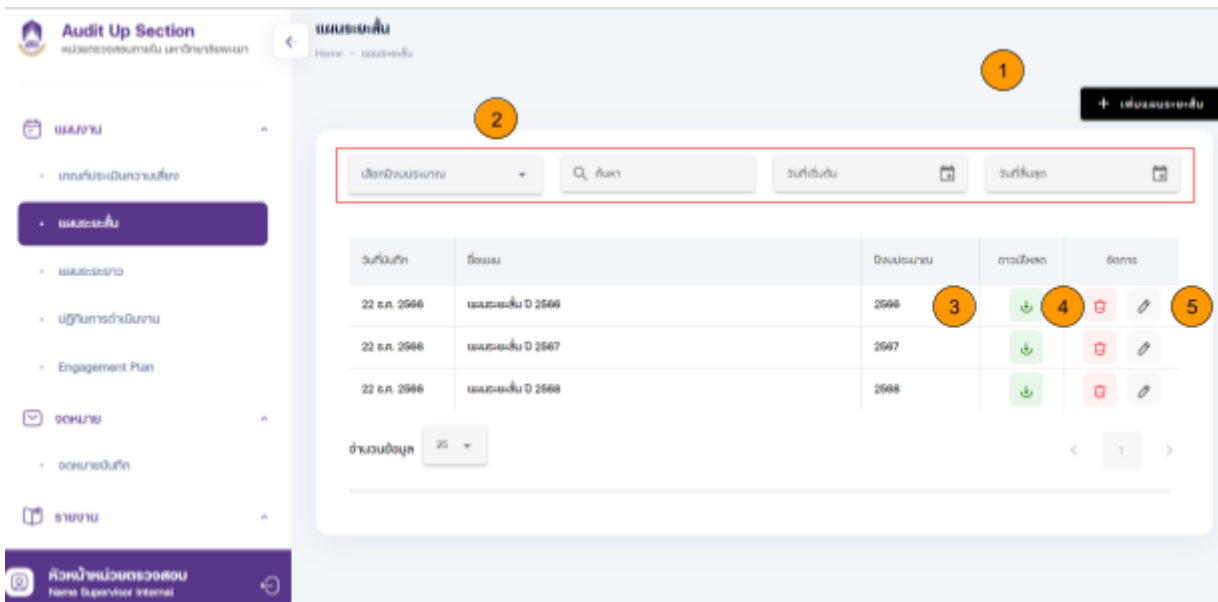 Audit Up Section
หน่วยตรวจสอบภายใน มหาวิทยาลัยพะเยา
แผนงาน
เกณฑ์ประเมินความเสี่ยง
แผนระยะสั้น
แผนระยะยาว
ปฏิทินการดำเนินงาน
Engagement Plan
จดหมาย
จดหมายบันทึก
รายงาน
หัวหน้าหน่วยตรวจสอบ
Name Supervisor Internal
แผนระยะสั้น
Home - แผนระยะสั้น
1
+ เพิ่มแผนระยะสั้น
2
เลือกปีงบประมาณ ค้นหา วันที่เริ่มต้น วันที่สิ้นสุด
วันที่บันทึก ชื่อแผน ปีงบประมาณ ดาวน์โหลด จัดการ
22 ธ.ค. 2566 แผนระยะสั้น ปี 2566 2566 3 4 5
22 ธ.ค. 2566 แผนระยะสั้น ปี 2567 2567
22 ธ.ค. 2566 แผนระยะสั้น ปี 2568 2568
จำนวนข้อมูล 25 < 1 >